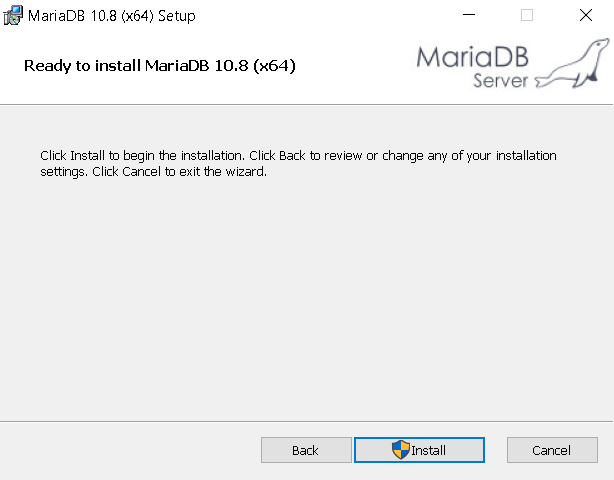 MariaDB 10.8 (x64) Setup
Ready to install MariaDB 10.8 (x64)
MariaDB
Server
Click Install to begin the installation. Click Back to review or change any of your installation
settings. Click Cancel to exit the wizard.
Back
Install
Cancel